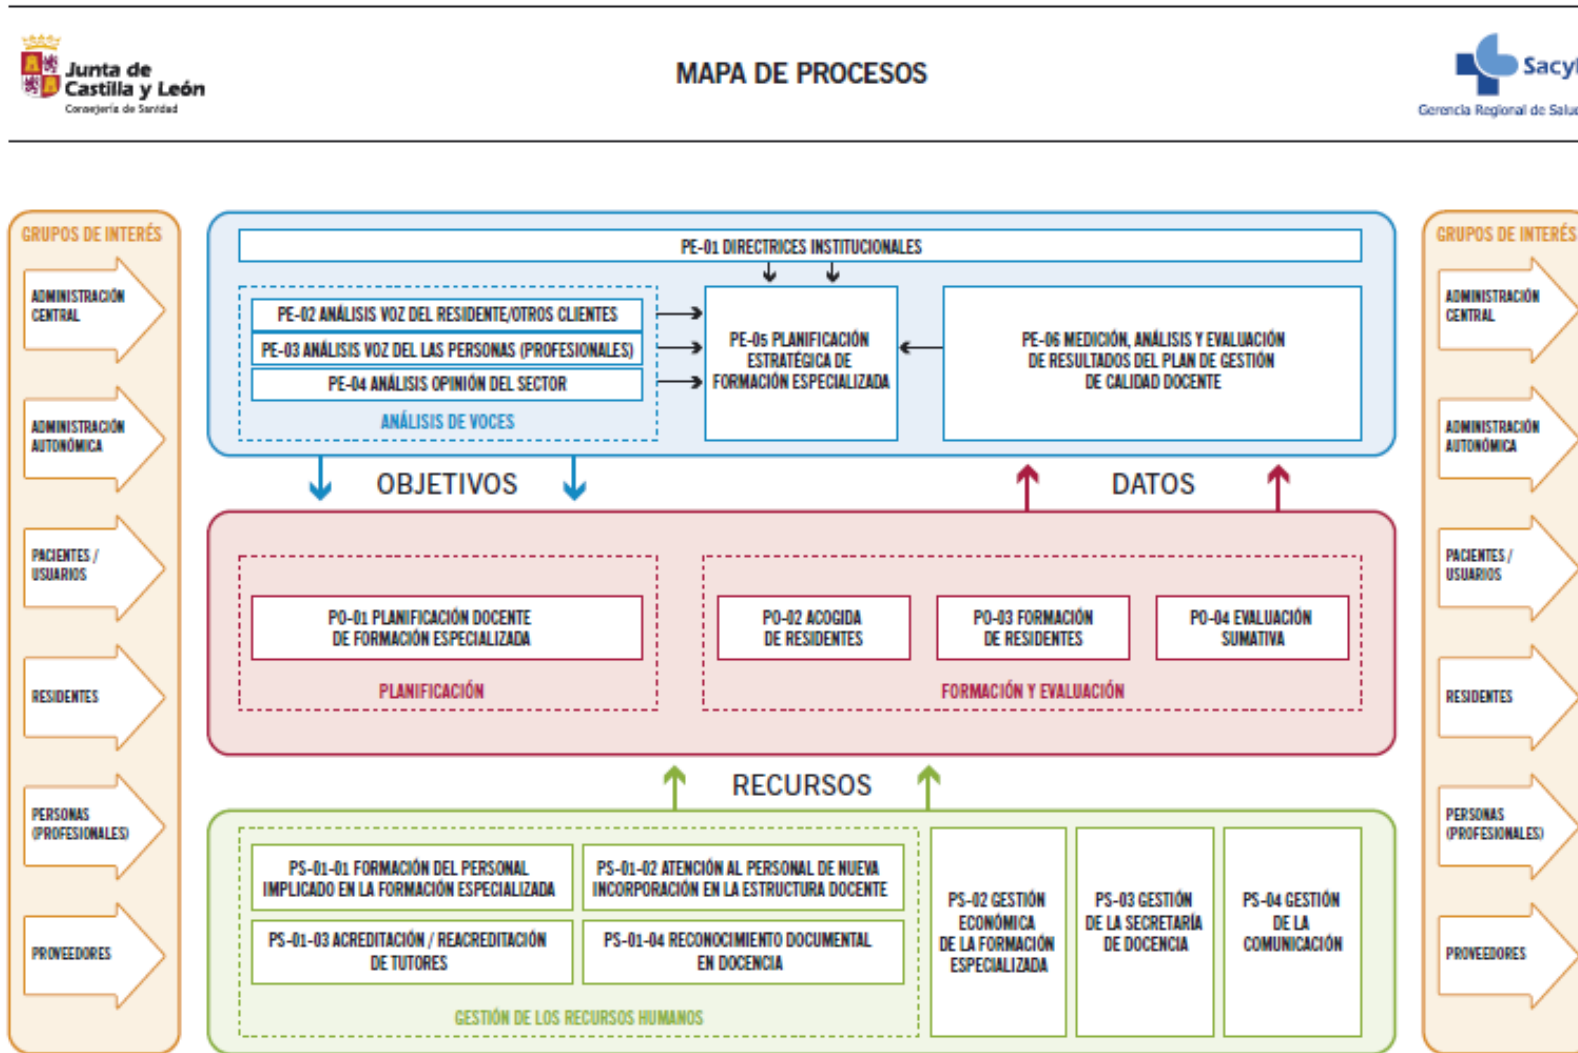 Junta de
Castilla y León
Consejería de Sanidad
MAPA DE PROCESOS
Sacyl
Gerencia Regional de Salud
GRUPOS DE INTERÉS
ADMINISTRACIÓN
CENTRAL
ADMINISTRACIÓN
AUTONÓMICA
PACIENTES /
USUARIOS
RESIDENTES
PERSONAS
(PROFESIONALES)
PROVEEDORES
PE-01 DIRECTRICES INSTITUCIONALES
PE-02 ANÁLISIS VOZ DEL RESIDENTE/OTROS CLIENTES
PE-03 ANÁLISIS VOZ DEL LAS PERSONAS (PROFESIONALES)
PE-04 ANÁLISIS OPINIÓN DEL SECTOR
ANÁLISIS DE VOCES
PE-05 PLANIFICACIÓN
ESTRATÉGICA DE
FORMACIÓN ESPECIALIZADA
PE-06 MEDICIÓN, ANÁLISIS Y EVALUACIÓN
DE RESULTADOS DEL PLAN DE GESTIÓN
DE CALIDAD DOCENTE
OBJETIVOS
DATOS
PO-01 PLANIFICACIÓN DOCENTE
DE FORMACIÓN ESPECIALIZADA
PLANIFICACIÓN
PO-02 ACOGIDA
DE RESIDENTES
PO-03 FORMACIÓN
DE RESIDENTES
PO-04 EVALUACIÓN
SUMATIVA
FORMACIÓN Y EVALUACIÓN
RECURSOS
PS-01-01 FORMACIÓN DEL PERSONAL
IMPLICADO EN LA FORMACIÓN ESPECIALIZADA
PS-01-02 ATENCIÓN AL PERSONAL DE NUEVA
INCORPORACIÓN EN LA ESTRUCTURA DOCENTE
PS-01-03 ACREDITACIÓN / REACREDITACIÓN
DE TUTORES
PS-01-04 RECONOCIMIENTO DOCUMENTAL
EN DOCENCIA
GESTIÓN DE LOS RECURSOS HUMANOS
PS-02 GESTIÓN
ECONÓMICA
DE LA FORMACIÓN
ESPECIALIZADA
PS-03 GESTIÓN
DE LA SECRETARÍA
DE DOCENCIA
PS-04 GESTIÓN
DE LA
COMUNICACIÓN
GRUPOS DE INTERÉS
ADMINISTRACIÓN
CENTRAL
ADMINISTRACIÓN
AUTONÓMICA
PACIENTES /
USUARIOS
RESIDENTES
PERSONAS
(PROFESIONALES)
PROVEEDORES